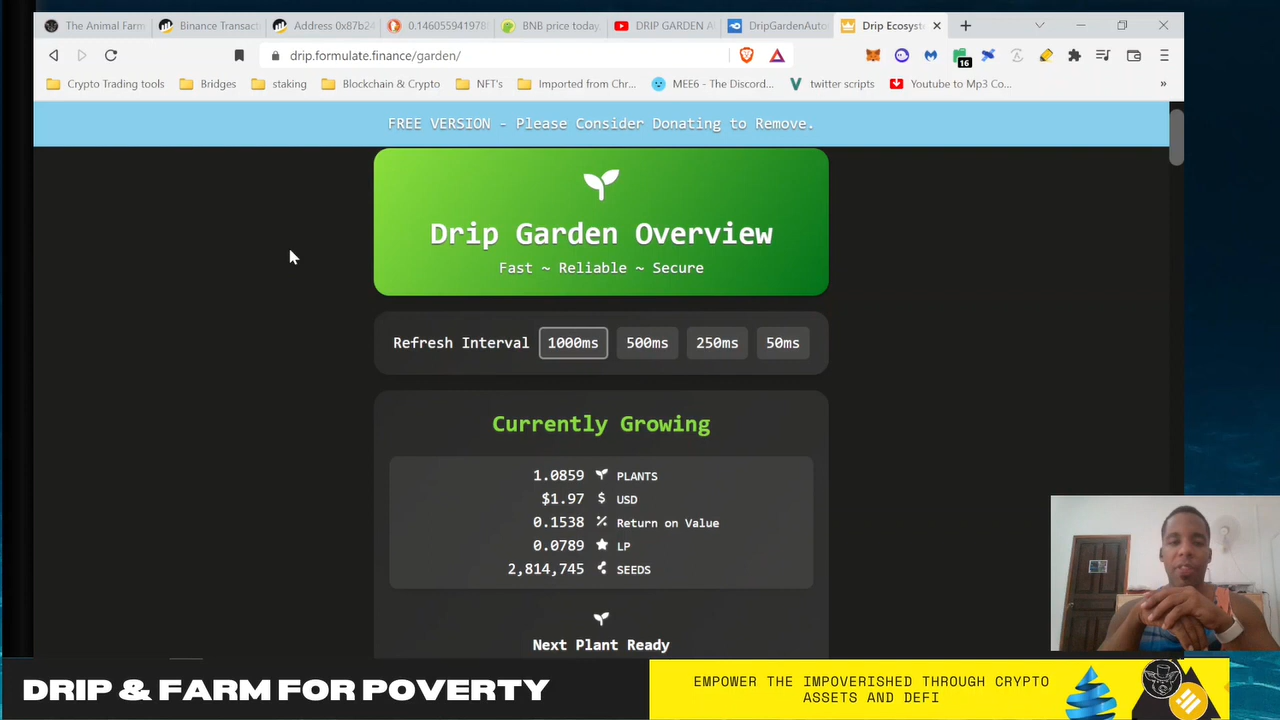 The Animal Farm
Binance Transact
Address 0x87b24
0.146055941978
BNB price today
DRIP GARDEN A
DripGardenAuto
Drip Ecosyst
drip.formulate.finance/garden/
16
Crypto Trading tools
Bridges
staking
Blockchain & Crypto
NFT's
Imported from Chr...
MEE6 - The Discord...
twitter scripts
Youtube to Mp3 Co...
FREE VERSION - Please Consider Donating to Remove.
Drip Garden Overview
Fast ~ Reliable ~ Secure
Refresh Interval 1000ms 500ms 250ms 50ms
Currently Growing
1.0859 PLANTS
$1.97 $ USD
0.1538 Return on Value
0.0789 LP
2,814,745 SEEDS
Next Plant Ready
DRIP & FARM FOR POVERTY
EMPOWER THE IMPOVERISHED THROUGH CRYPTO
ASSETS AND DEFI